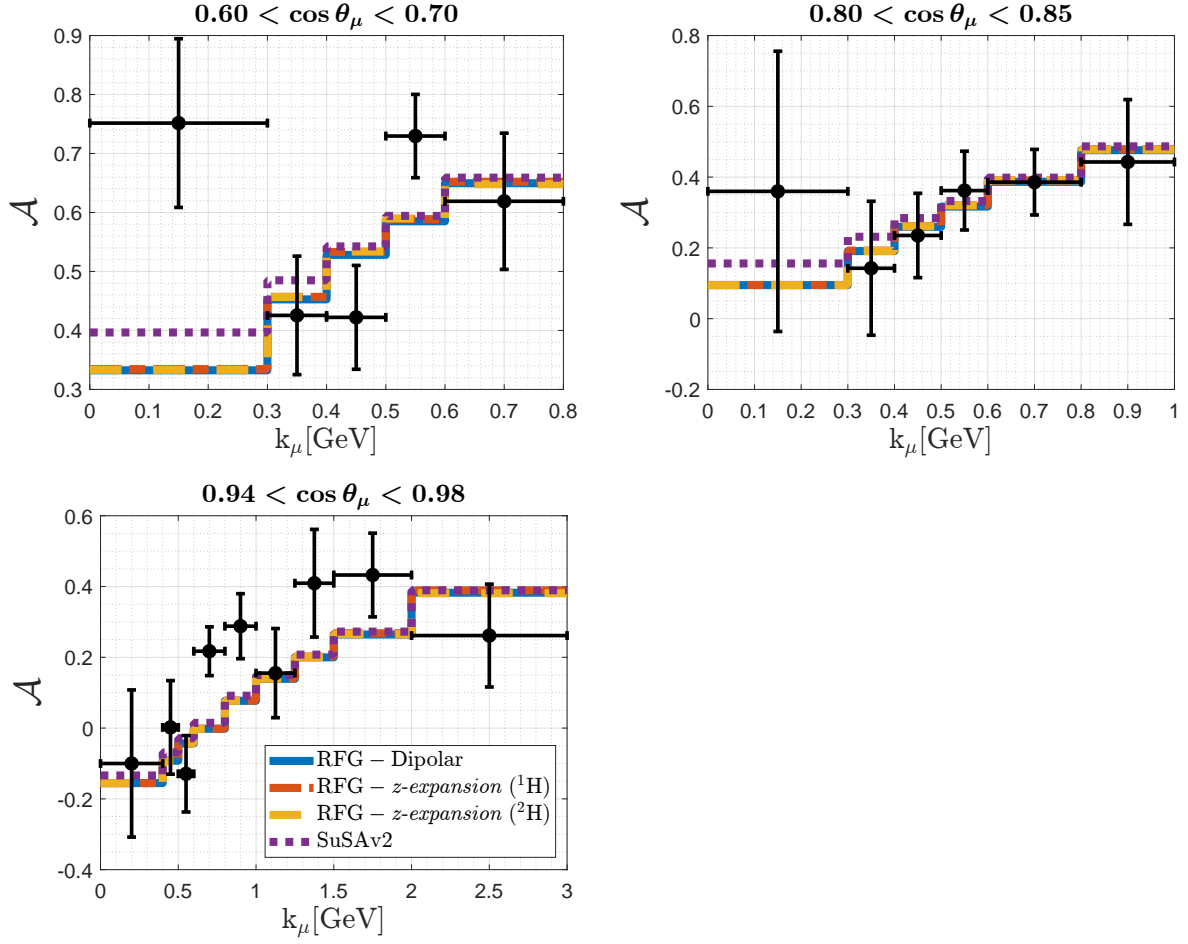 0.60 < cos θμ < 0.70
0.9
0.8
0.7
0.6
0.5
0.4
0.3
𝒜
0 0.1 0.2 0.3 0.4 0.5 0.6 0.7 0.8
kμ[GeV]
0.80 < cos θμ < 0.85
0.8
0.6
0.4
0.2
0
-0.2
𝒜
0 0.1 0.2 0.3 0.4 0.5 0.6 0.7 0.8 0.9 1
kμ[GeV]
0.94 < cos θμ < 0.98
0.6
0.4
0.2
0
-0.2
-0.4
𝒜
RFG – Dipolar
RFG – z-expansion (¹H)
RFG – z-expansion (²H)
SuSAv2
0 0.5 1 1.5 2 2.5 3
kμ[GeV]